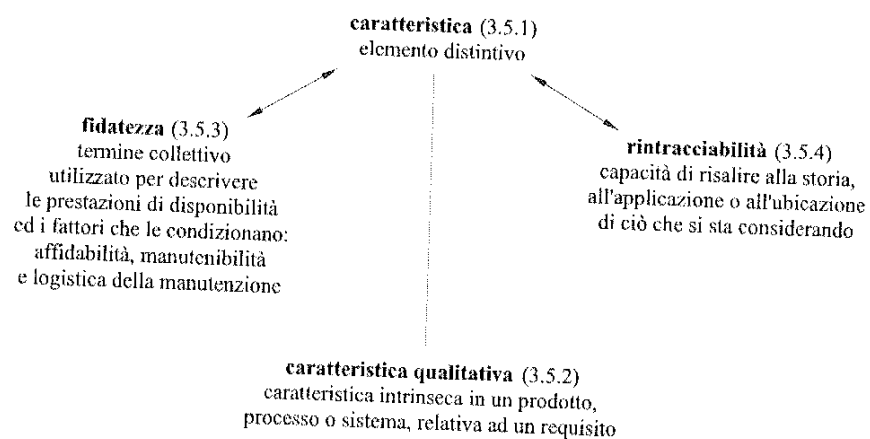 caratteristica (3.5.1)
elemento distintivo
fidatezza (3.5.3)
termine collettivo
utilizzato per descrivere
le prestazioni di disponibilità
ed i fattori che le condizionano:
affidabilità, manutenibilità
e logistica della manutenzione
rintracciabilità (3.5.4)
capacità di risalire alla storia,
all'applicazione o all'ubicazione
di ciò che si sta considerando
caratteristica qualitativa (3.5.2)
caratteristica intrinseca in un prodotto,
processo o sistema, relativa ad un requisito